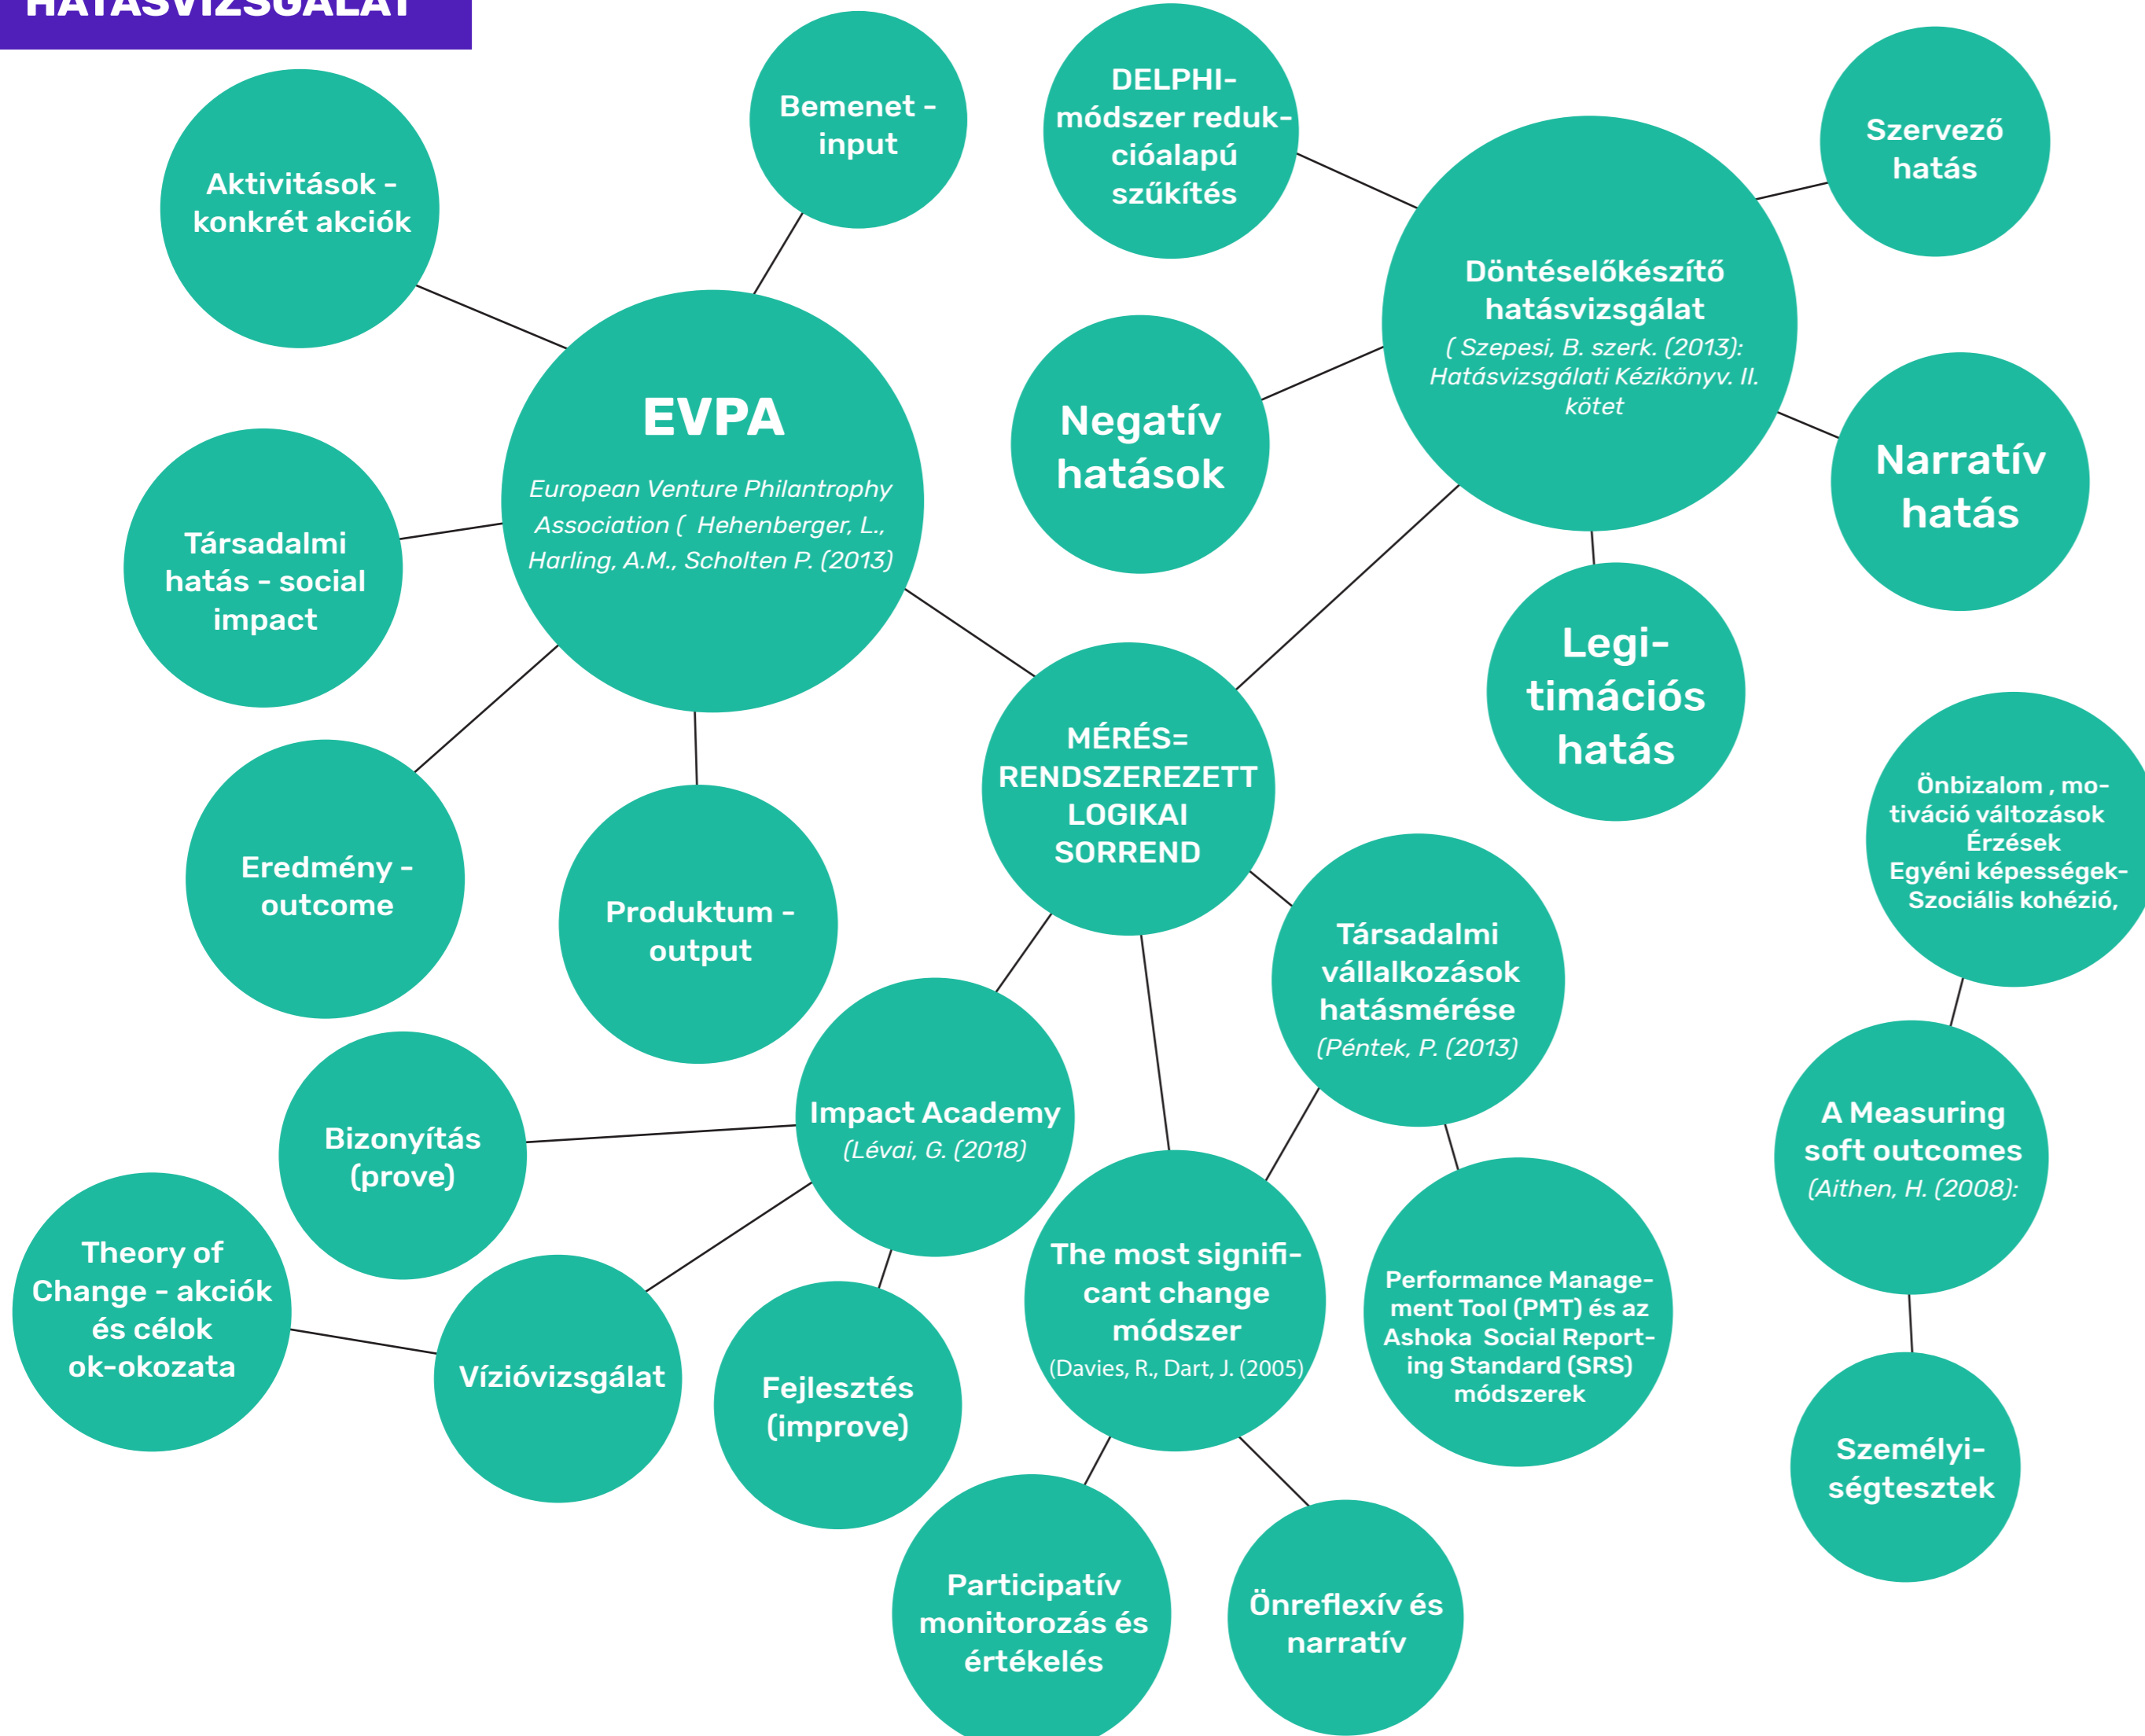 HATÁSVIZSGÁLAT
Bemenet -
input
DELPHI-
módszer reduk-
cióalapú
szűkítés
Szervező
hatás
Aktivitások -
konkrét akciók
Döntéselőkészítő
hatásvizsgálat
( Szepesi, B. szerk. (2013):
Hatásvizsgálati Kézikönyv. II.
kötet
EVPA
European Venture Philantrophy
Association ( Hehenberger, L.,
Harling, A.M., Scholten P. (2013)
Negatív
hatások
Narratív
hatás
Társadalmi
hatás - social
impact
Legi-
timációs
hatás
MÉRÉS=
RENDSZEREZETT
LOGIKAI
SORREND
Önbizalom , mo-
tiváció változások
Érzések
Egyéni képességek-
Szociális kohézió,
Eredmény -
outcome
Produktum -
output
Társadalmi
vállalkozások
hatásmérése
(Péntek, P. (2013)
Impact Academy
(Lévai, G. (2018)
Bizonyítás
(prove)
A Measuring
soft outcomes
(Aithen, H. (2008):
Theory of
Change - akciók
és célok
ok-okozata
Vízióvizsgálat
Fejlesztés
(improve)
The most signifi-
cant change
módszer
(Davies, R., Dart, J. (2005)
Performance Manage-
ment Tool (PMT) és az
Ashoka Social Report-
ing Standard (SRS)
módszerek
Személyi-
ségtesztek
Participatív
monitorozás és
értékelés
Önreflexív és
narratív